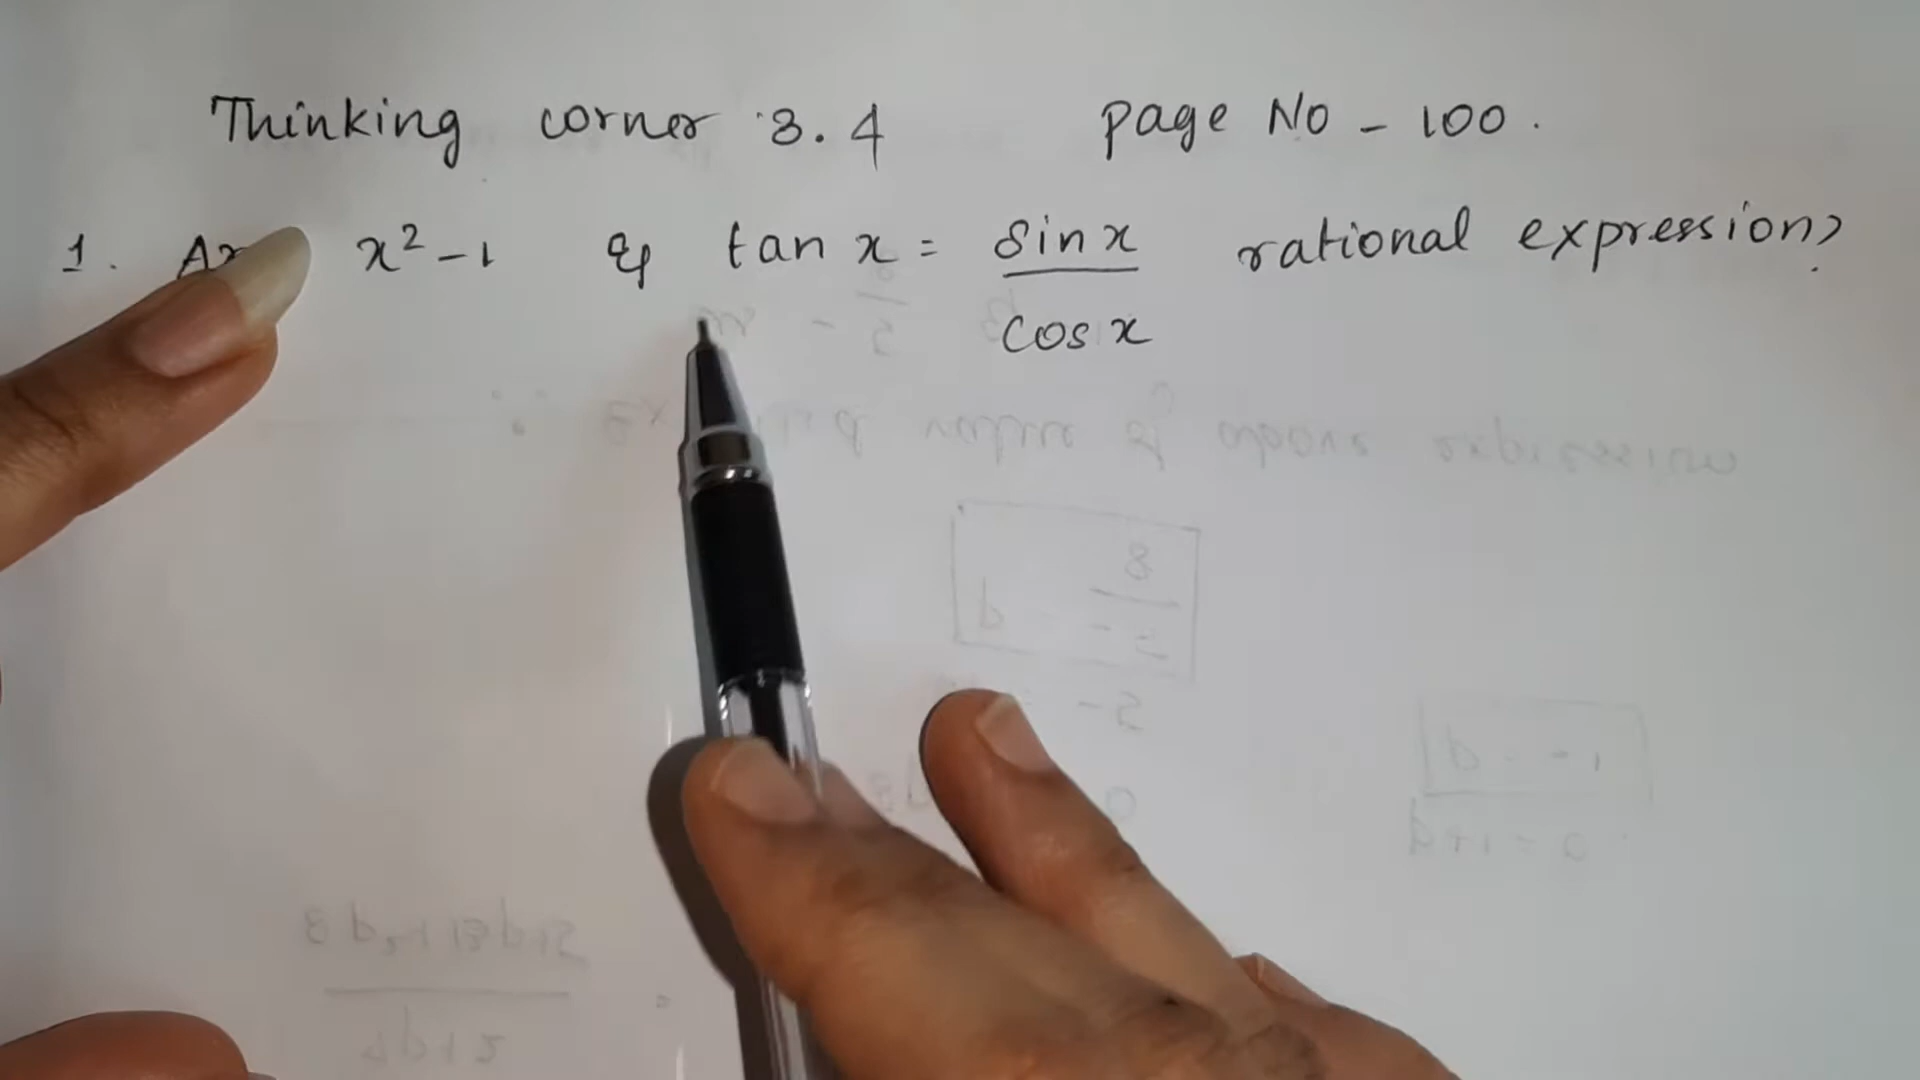 Thinking corner 3.4 page No - 100.
1. x² - 1 & tan x = sin x / cos x rational expression?